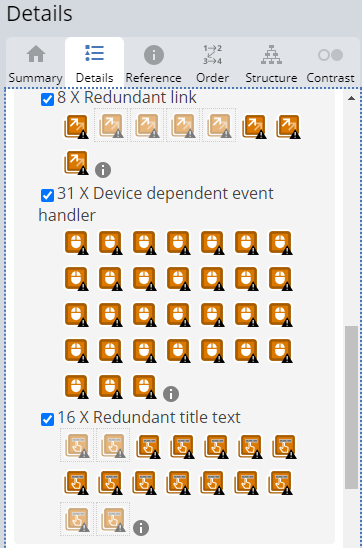 Details
Summary Details Reference Order Structure Contrast
8 X Redundant link
31 X Device dependent event
handler
16 X Redundant title text